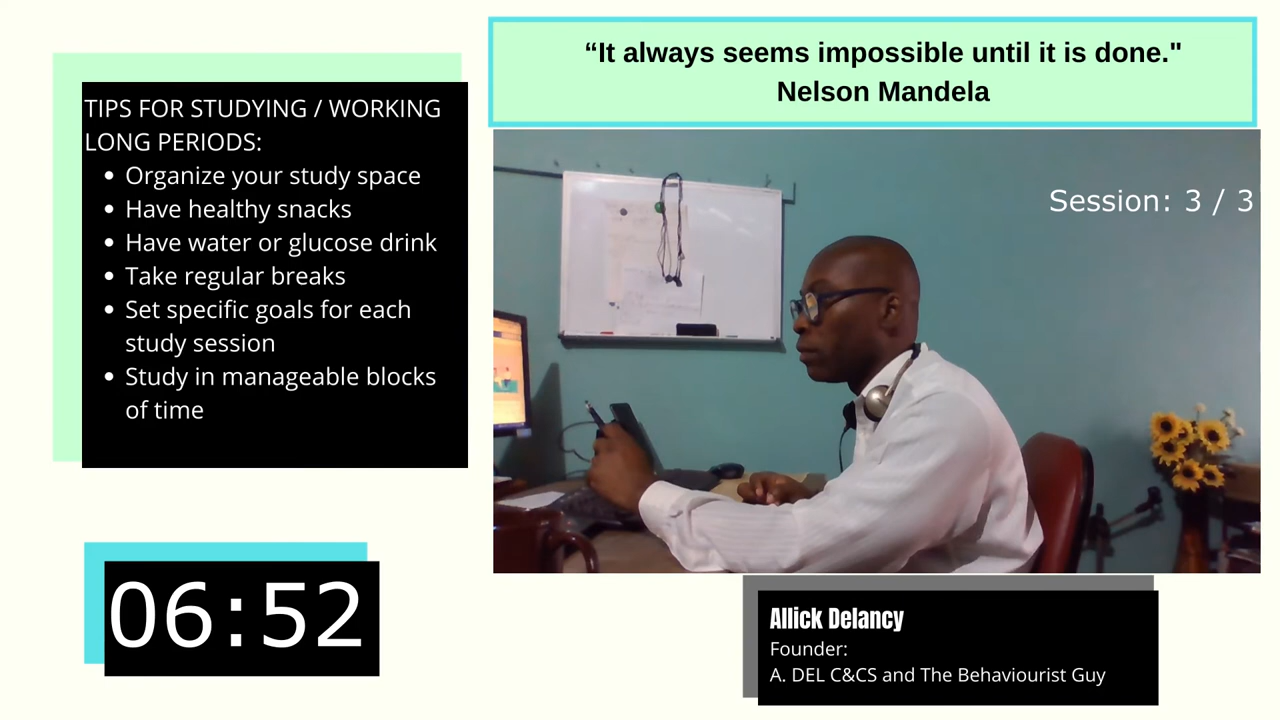 “It always seems impossible until it is done."
Nelson Mandela
TIPS FOR STUDYING / WORKING
LONG PERIODS:
• Organize your study space
• Have healthy snacks
• Have water or glucose drink
• Take regular breaks
• Set specific goals for each
study session
• Study in manageable blocks
of time
Session: 3 / 3
06:52
Allick Delancy
Founder:
A. DEL C&CS and The Behaviourist Guy